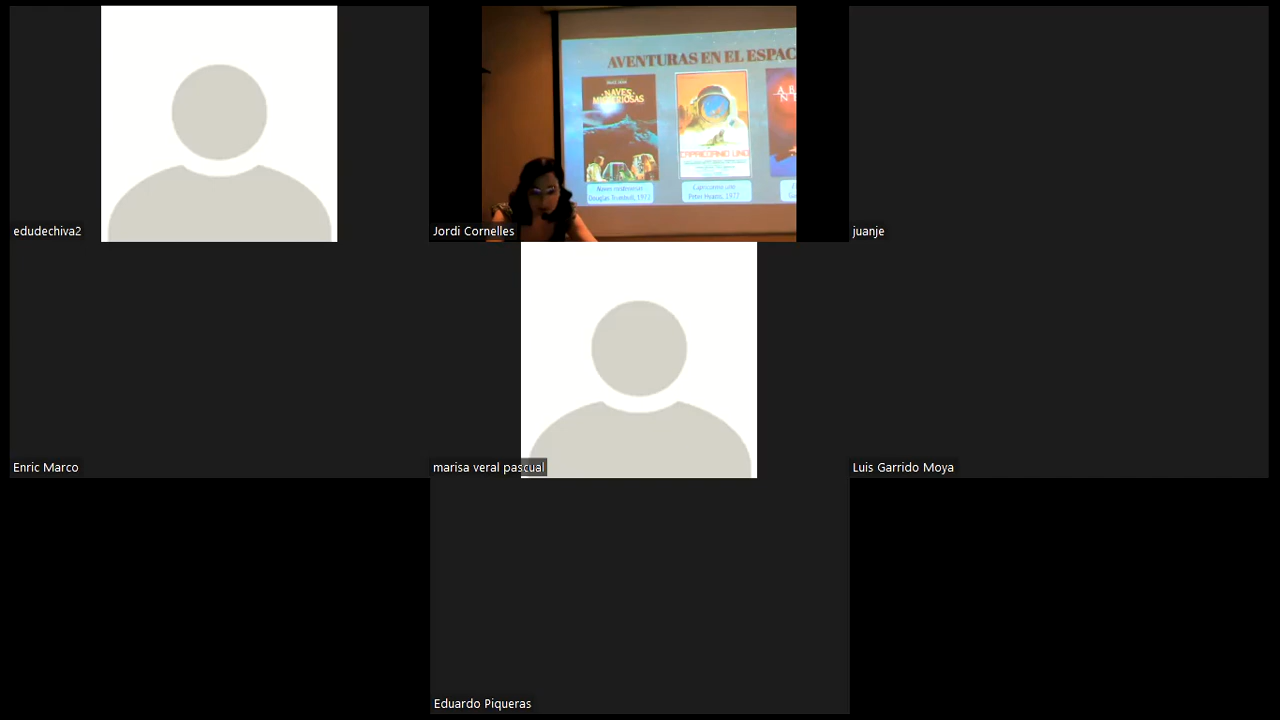 AVENTURAS EN EL ESPAC
NAVES
MISTERIOSAS
CAPRICORNIO UNO
Naves misteriosas
Douglas Trumbull, 1972
Capricornio uno
Peter Hyams, 1977
edudechiva2
Jordi Cornelles
juanje
Enric Marco
marisa veral pascual
Luis Garrido Moya
Eduardo Piqueras